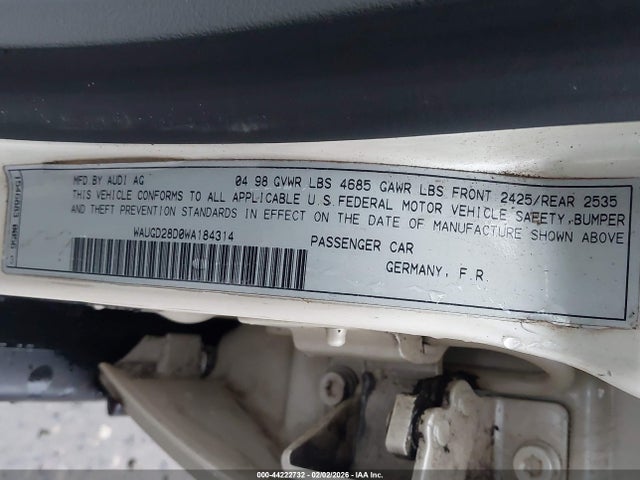 MFD BY AUDI AG 04 98 GVWR LBS 4685 GAWR LBS FRONT 2425/REAR 2535
THIS VEHICLE CONFORMS TO ALL APPLICABLE U.S. FEDERAL MOTOR VEHICLE SAFETY, BUMPER
AND THEFT PREVENTION STANDARDS IN EFFECT ON THE DATE OF MANUFACTURE SHOWN ABOVE
WAUGD28D0WA184314 PASSENGER CAR
GERMANY, F.R.
000-44222732 - 02/02/2026 - IAA Inc.